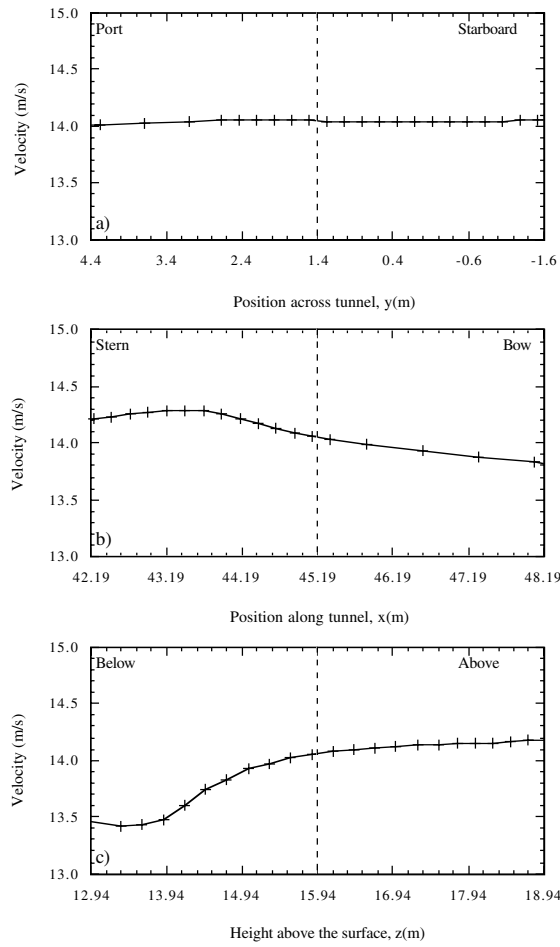 15.0
Port Starboard
14.5
14.0
13.5
a)
13.0
4.4 3.4 2.4 1.4 0.4 -0.6 -1.6
Velocity (m/s)
Position across tunnel, y(m)
15.0
Stern Bow
14.5
14.0
13.5
b)
13.0
42.19 43.19 44.19 45.19 46.19 47.19 48.19
Velocity (m/s)
Position along tunnel, x(m)
15.0
Below Above
14.5
14.0
13.5
c)
13.0
12.94 13.94 14.94 15.94 16.94 17.94 18.94
Velocity (m/s)
Height above the surface, z(m)